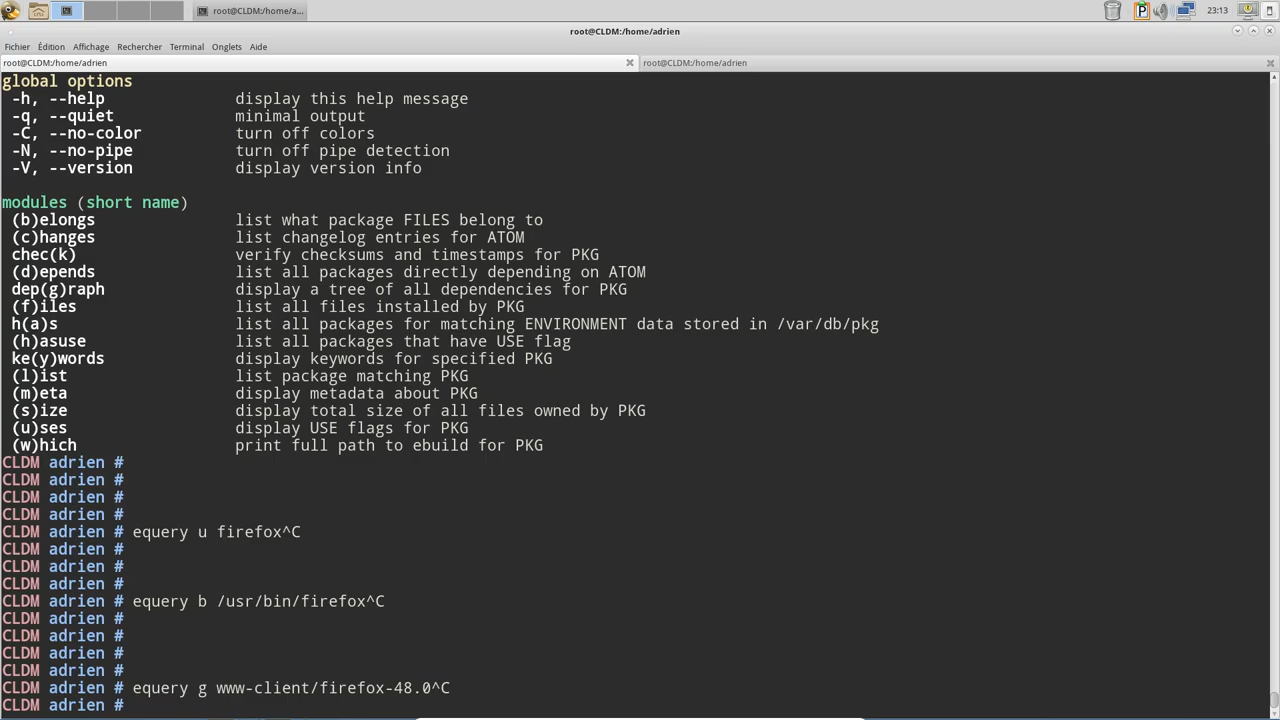 root@CLDM:/home/a...
P
23:13
root@CLDM:/home/adrien
Fichier Édition Affichage Rechercher Terminal Onglets Aide
root@CLDM:/home/adrien root@CLDM:/home/adrien
global options
-h, --help display this help message
-q, --quiet minimal output
-C, --no-color turn off colors
-N, --no-pipe turn off pipe detection
-V, --version display version info
modules (short name)
(b)elongs list what package FILES belong to
(c)hanges list changelog entries for ATOM
chec(k) verify checksums and timestamps for PKG
(d)epends list all packages directly depending on ATOM
dep(g)raph display a tree of all dependencies for PKG
(f)iles list all files installed by PKG
h(a)s list all packages for matching ENVIRONMENT data stored in /var/db/pkg
(h)asuse list all packages that have USE flag
ke(y)words display keywords for specified PKG
(l)ist list package matching PKG
(m)eta display metadata about PKG
(s)ize display total size of all files owned by PKG
(u)ses display USE flags for PKG
(w)hich print full path to ebuild for PKG
CLDM adrien #
CLDM adrien #
CLDM adrien #
CLDM adrien #
CLDM adrien # equery u firefox^C
CLDM adrien #
CLDM adrien #
CLDM adrien #
CLDM adrien # equery b /usr/bin/firefox^C
CLDM adrien #
CLDM adrien #
CLDM adrien #
CLDM adrien #
CLDM adrien # equery g www-client/firefox-48.0^C
CLDM adrien #